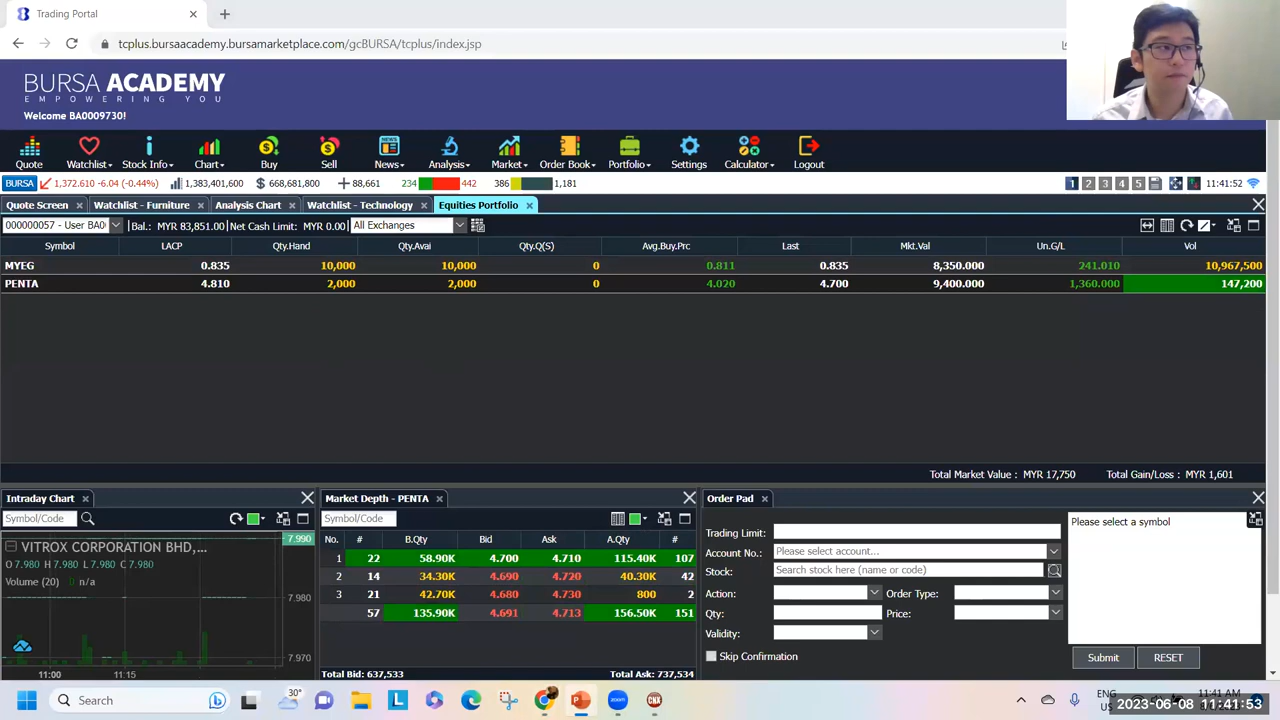 Trading Portal
tcplus.bursaacademy.bursamarketplace.com/gcBURSA/tcplus/index.jsp
BURSA ACADEMY
EMPOWERING YOU
Welcome BA0009730!
Quote Watchlist Stock Info Chart Buy Sell News Analysis Market Order Book Portfolio Settings Calculator Logout
BURSA 1,372.610 -6.04 (-0.44%) 1,383,401,600 $ 668,681,800 88,661 234 442 386 1,181 1 2 3 4 5 11:41:52
Quote Screen Watchlist - Furniture Analysis Chart Watchlist - Technology Equities Portfolio
000000057 - User BA0 Bal.: MYR 83,851.00 Net Cash Limit: MYR 0.00 All Exchanges
Symbol LACP Qty.Hand Qty.Avai Qty.Q(S) Avg.Buy.Prc Last Mkt.Val Un.G/L Vol
MYEG 0.835 10,000 10,000 0 0.811 0.835 8,350.000 241.010 10,967,500
PENTA 4.810 2,000 2,000 0 4.020 4.700 9,400.000 1,360.000 147,200
Total Market Value : MYR 17,750 Total Gain/Loss : MYR 1,601
Intraday Chart
Symbol/Code
VITROX CORPORATION BHD,...
O 7.980 H 7.980 L 7.980 C 7.980
Volume (20) n/a
7.990
7.980
7.970
11:00 11:15
Market Depth - PENTA
Symbol/Code
No. # B.Qty Bid Ask A.Qty #
1 22 58.90K 4.700 4.710 115.40K 107
2 14 34.30K 4.690 4.720 40.30K 42
3 21 42.70K 4.680 4.730 800 2
57 135.90K 4.691 4.713 156.50K 151
Total Bid: 637,533 Total Ask: 737,534
Order Pad
Trading Limit:
Account No.: Please select account...
Stock: Search stock here (name or code)
Action: Order Type:
Qty: Price:
Validity:
Skip Confirmation
Please select a symbol
Submit RESET
Search
30°
ENG
US
11:41 AM
2023-06-08 11:41:53